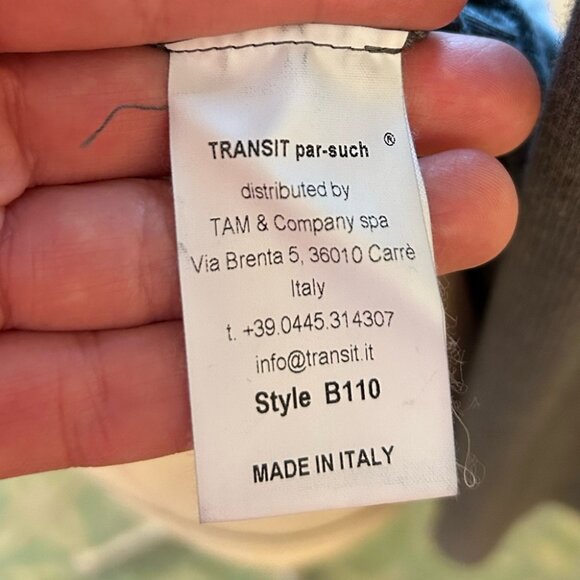 TRANSIT par-such ®
distributed by
TAM & Company spa
Via Brenta 5, 36010 Carrè
Italy
t. +39.0445.314307
info@transit.it
Style B110
MADE IN ITALY